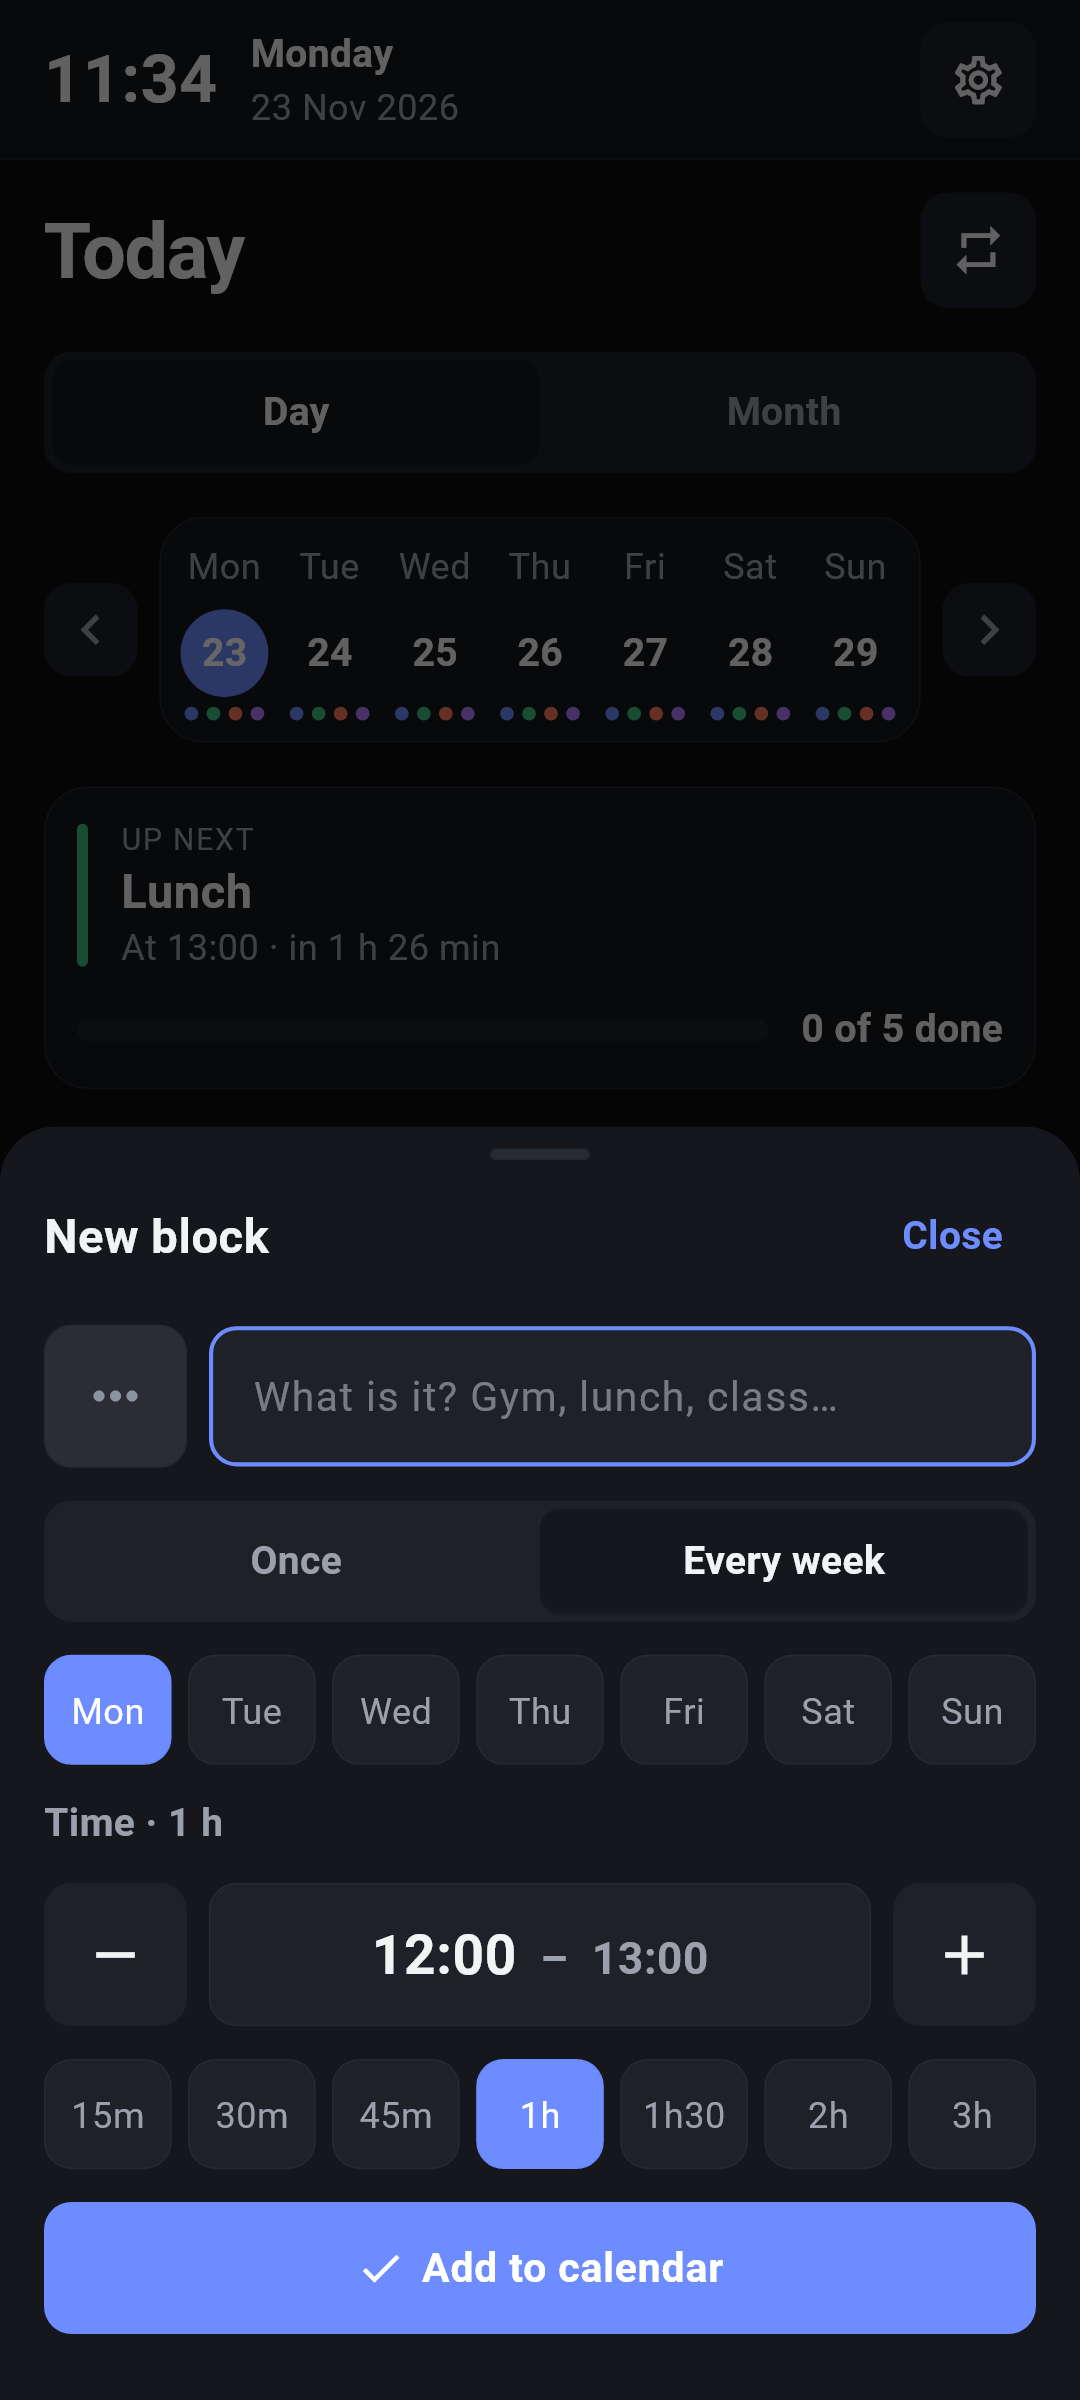 11:34
Monday
23 Nov 2026
Today
Day Month
Mon Tue Wed Thu Fri Sat Sun
23 24 25 26 27 28 29
UP NEXT
Lunch
At 13:00 · in 1 h 26 min
0 of 5 done
New block
Close
What is it? Gym, lunch, class…
Once Every week
Mon Tue Wed Thu Fri Sat Sun
Time · 1 h
12:00 – 13:00
15m 30m 45m 1h 1h30 2h 3h
Add to calendar